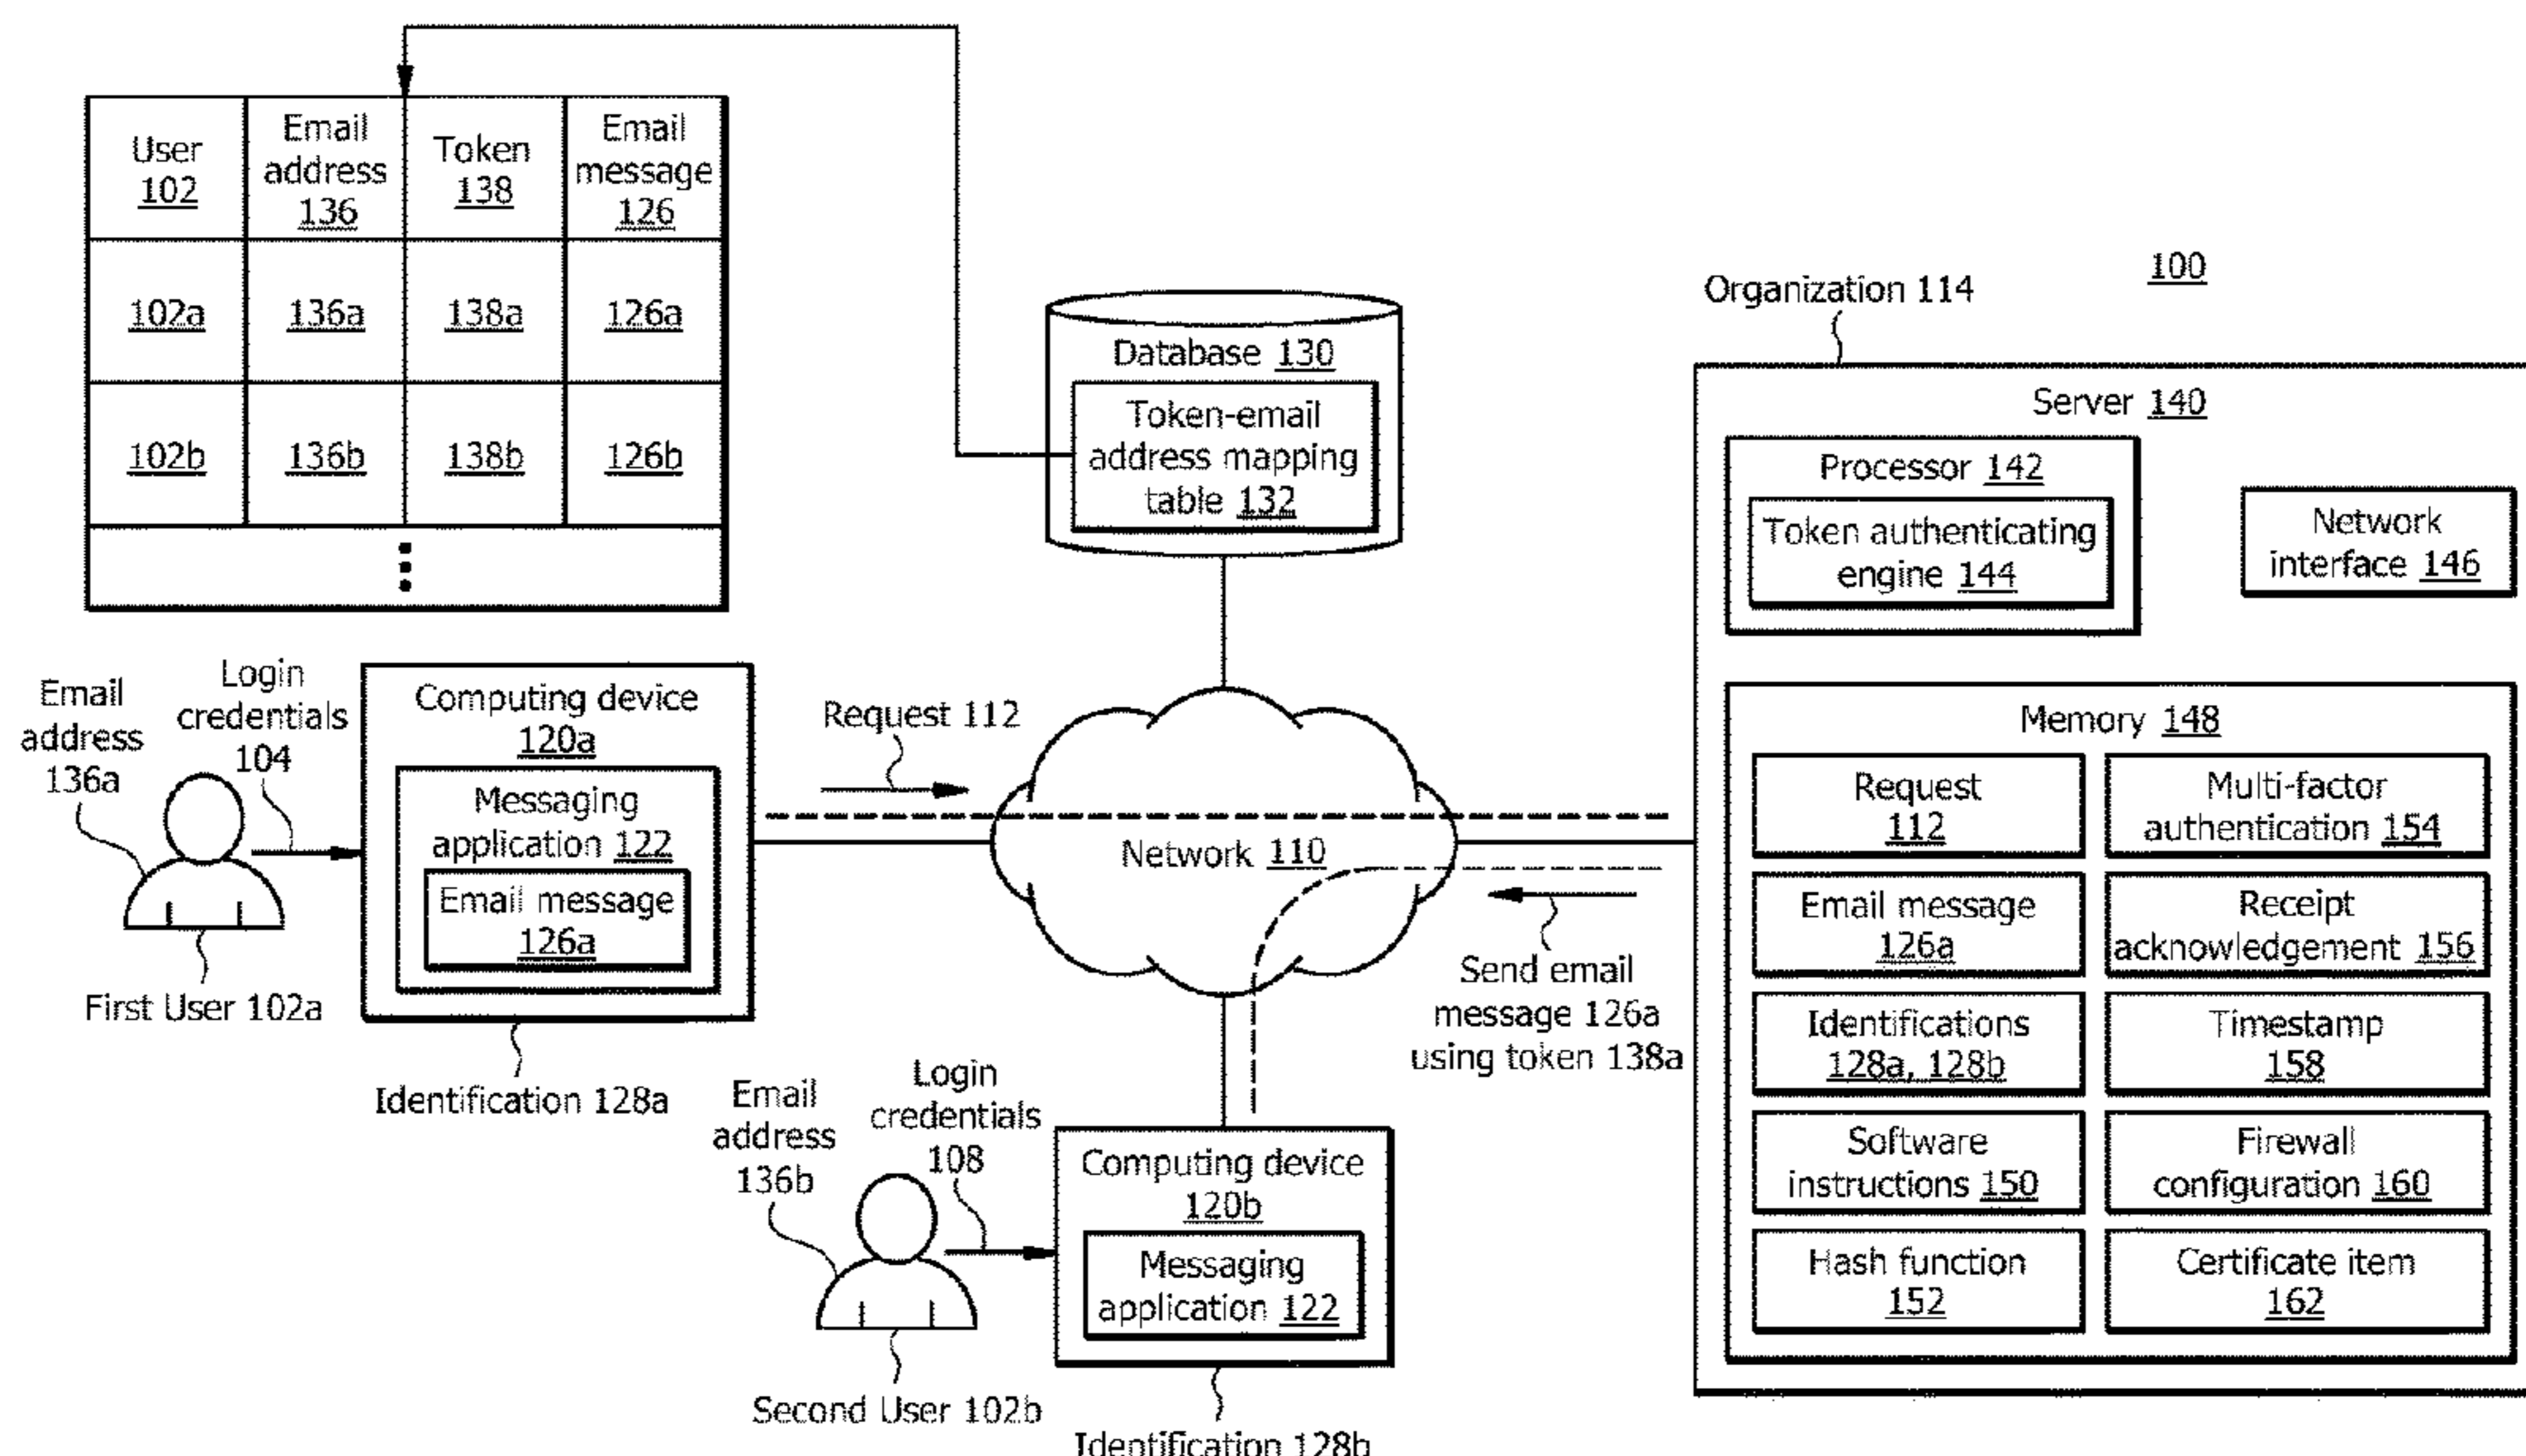 User
102
Email
address
136
Token
138
Email
message
126
102a
136a
138a
126a
102b
136b
138b
126b
100
Organization 114
Database 130
Token-email
address mapping
table 132
Server 140
Processor 142
Token authenticating
engine 144
Network
interface 146
Email
address
136a
Login
credentials
104
First User 102a
Computing device
120a
Messaging
application 122
Email message
126a
Identification 128a
Request 112
Network 110
Send email
message 126a
using token 138a
Email
address
136b
Login
credentials
108
Second User 102b
Computing device
120b
Messaging
application 122
Identification 128b
Memory 148
Request
112
Multi-factor
authentication 154
Email message
126a
Receipt
acknowledgement 156
Identifications
128a, 128b
Timestamp
158
Software
instructions 150
Firewall
configuration 160
Hash function
152
Certificate item
162